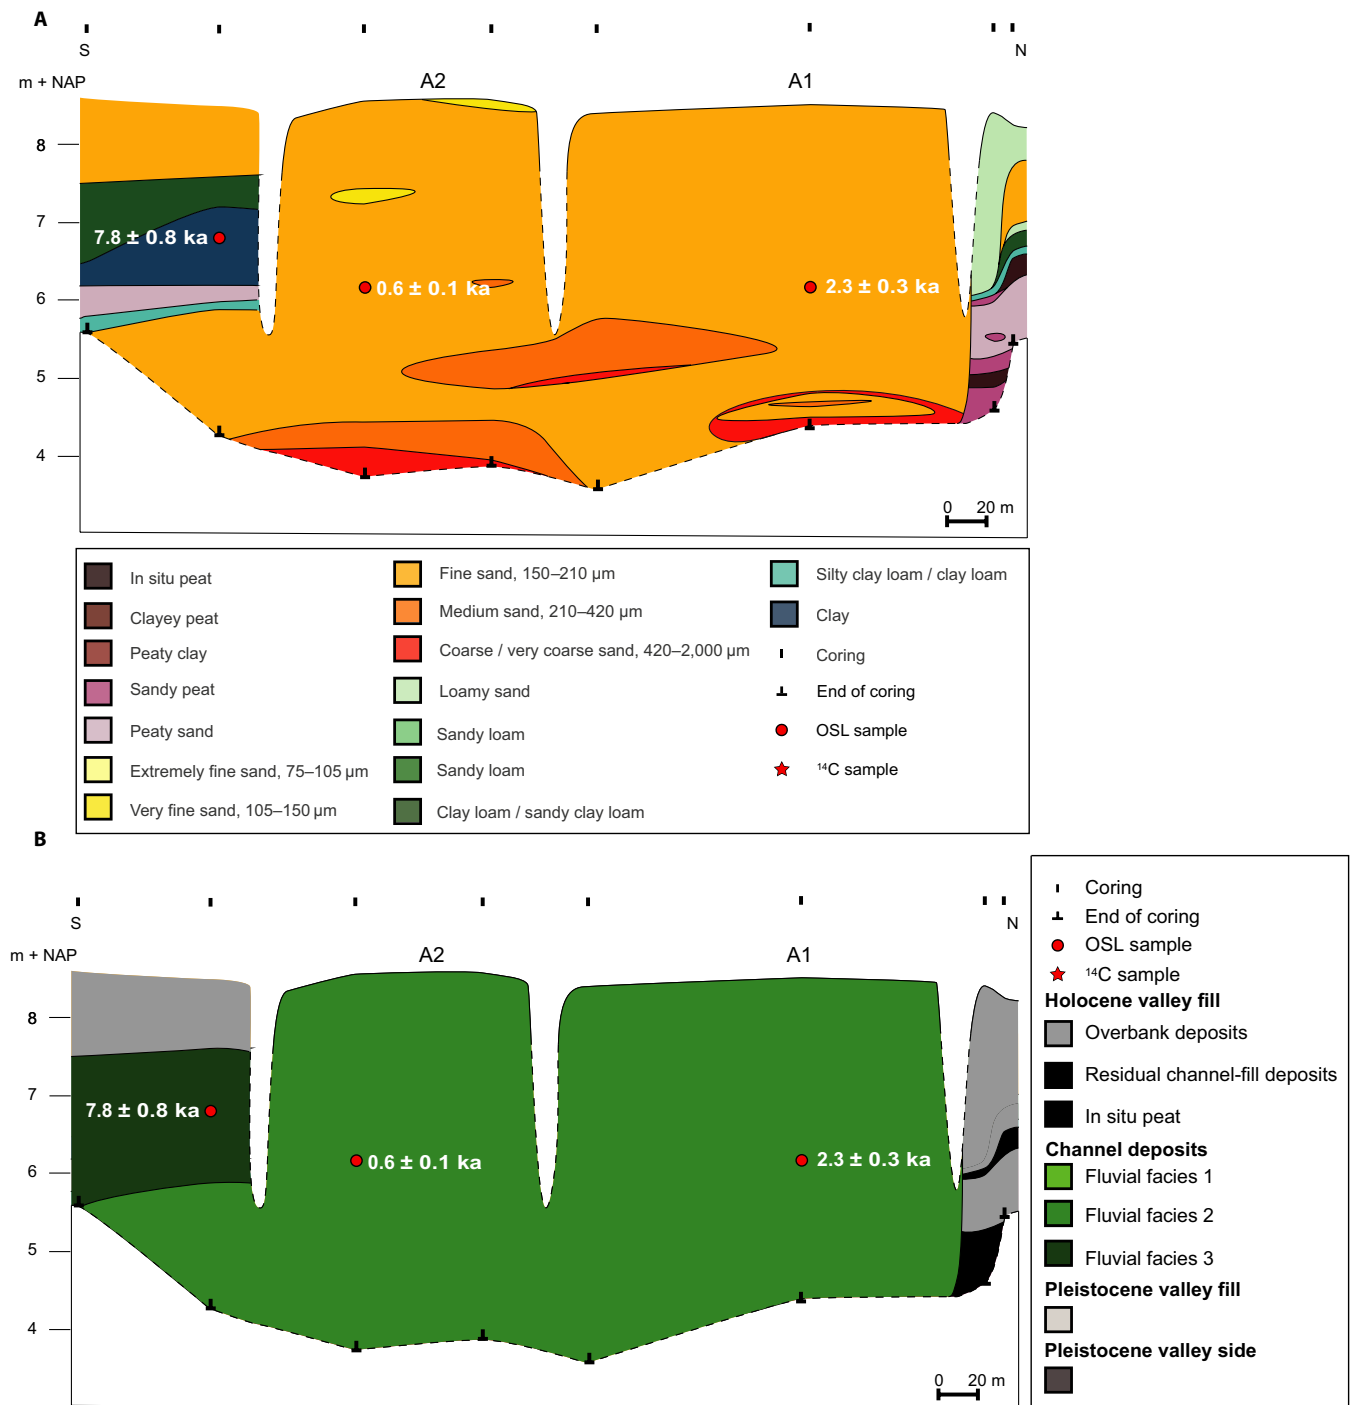 A
S
N
m + NAP
A2
A1
8
7
7.8 ± 0.8 ka
6
0.6 ± 0.1 ka
2.3 ± 0.3 ka
5
4
0 20 m
In situ peat
Clayey peat
Peaty clay
Sandy peat
Peaty sand
Extremely fine sand, 75–105 µm
Very fine sand, 105–150 µm
Fine sand, 150–210 µm
Medium sand, 210–420 µm
Coarse / very coarse sand, 420–2,000 µm
Loamy sand
Sandy loam
Sandy loam
Clay loam / sandy clay loam
Silty clay loam / clay loam
Clay
Coring
End of coring
OSL sample
¹⁴C sample
B
S
N
m + NAP
A2
A1
8
7
7.8 ± 0.8 ka
6
0.6 ± 0.1 ka
2.3 ± 0.3 ka
5
4
0 20 m
Coring
End of coring
OSL sample
¹⁴C sample
Holocene valley fill
Overbank deposits
Residual channel-fill deposits
In situ peat
Channel deposits
Fluvial facies 1
Fluvial facies 2
Fluvial facies 3
Pleistocene valley fill
Pleistocene valley side